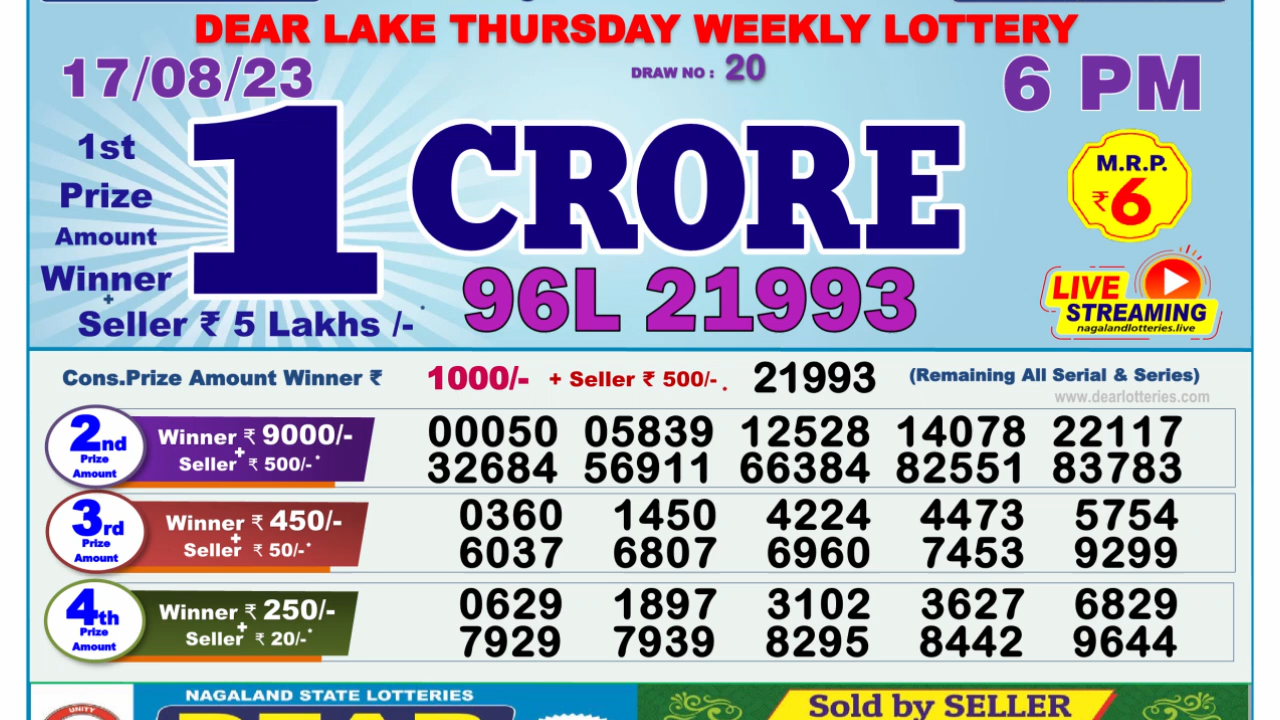 DEAR LAKE THURSDAY WEEKLY LOTTERY
17/08/23
DRAW NO : 20
6 PM
1st
Prize
Amount
Winner
+
Seller ₹ 5 Lakhs /- *
1 CRORE
96L 21993
M.R.P.
₹ 6
LIVE
STREAMING
nagalandlotteries.live
Cons.Prize Amount Winner ₹ 1000/- + Seller ₹ 500/- . 21993 (Remaining All Serial & Series)
www.dearlotteries.com
2nd
Prize
Amount
Winner ₹ 9000/-
+
Seller ₹ 500/- *
00050 05839 12528 14078 22117
32684 56911 66384 82551 83783
3rd
Prize
Amount
Winner ₹ 450/-
+
Seller ₹ 50/- *
0360 1450 4224 4473 5754
6037 6807 6960 7453 9299
4th
Prize
Amount
Winner ₹ 250/-
+
Seller ₹ 20/- *
0629 1897 3102 3627 6829
7929 7939 8295 8442 9644
UNITY
NAGALAND STATE LOTTERIES
DEAR
Sold by SELLER